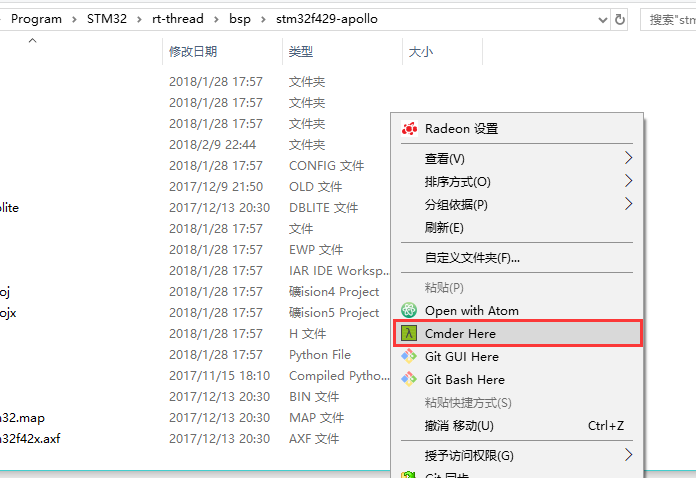 Program > STM32 > rt-thread > bsp > stm32f429-apollo 搜索"stm
修改日期 类型 大小
2018/1/28 17:57 文件夹
2018/1/28 17:57 文件夹
2018/1/28 17:57 文件夹
2018/2/9 22:44 文件夹
2018/1/28 17:57 CONFIG 文件
2017/12/9 21:50 OLD 文件
olite 2017/12/13 20:30 DBLITE 文件
2018/1/28 17:57 文件
2018/1/28 17:57 EWP 文件
2018/1/28 17:57 IAR IDE Worksp...
oj 2018/1/28 17:57 礦ision4 Project
ojx 2018/1/28 17:57 礦ision5 Project
2018/1/28 17:57 H 文件
2018/1/28 17:57 Python File
2017/11/15 18:10 Compiled Pytho...
2017/12/13 20:30 BIN 文件
m32.map 2017/12/13 20:30 MAP 文件
m32f42x.axf 2017/12/13 20:30 AXF 文件
Radeon 设置
查看(V)
排序方式(O)
分组依据(P)
刷新(E)
自定义文件夹(F)...
粘贴(P)
Open with Atom
Cmder Here
Git GUI Here
Git Bash Here
粘贴快捷方式(S)
撤消 移动(U) Ctrl+Z
授予访问权限(G)
Git 同步